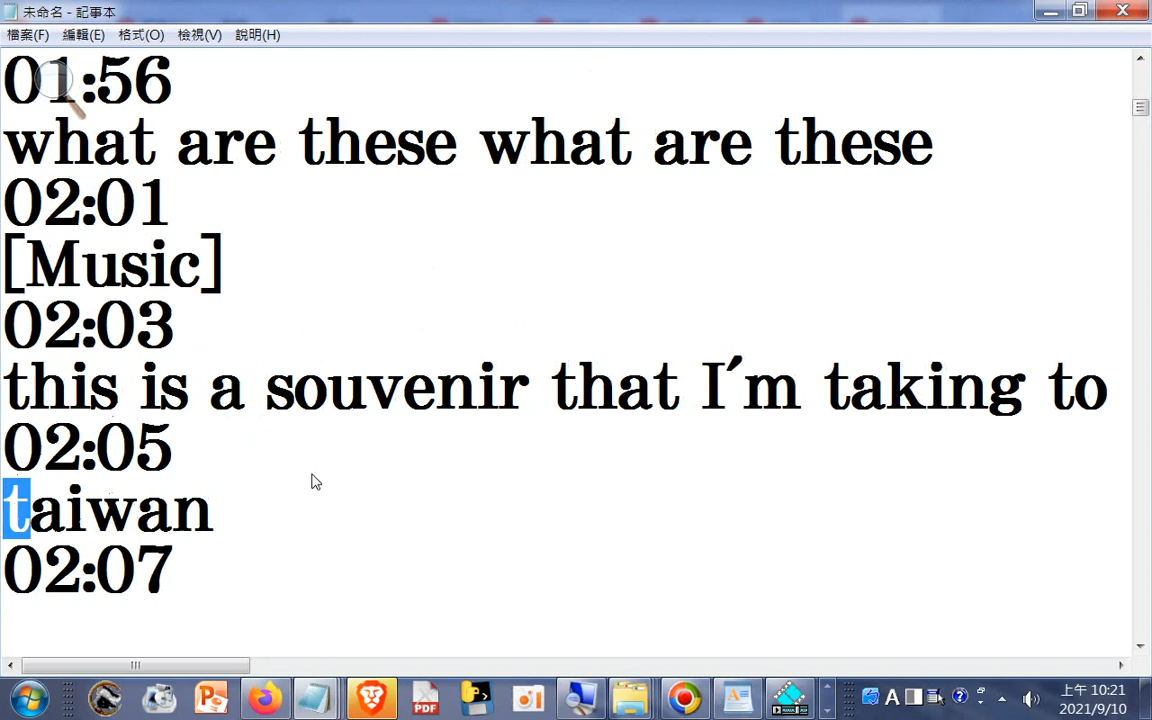 未命名 - 記事本
檔案(F) 編輯(E) 格式(O) 檢視(V) 說明(H)
01:56
what are these what are these
02:01
[Music]
02:03
this is a souvenir that I'm taking to
02:05
taiwan
02:07
PDF
A
上午 10:21
2021/9/10